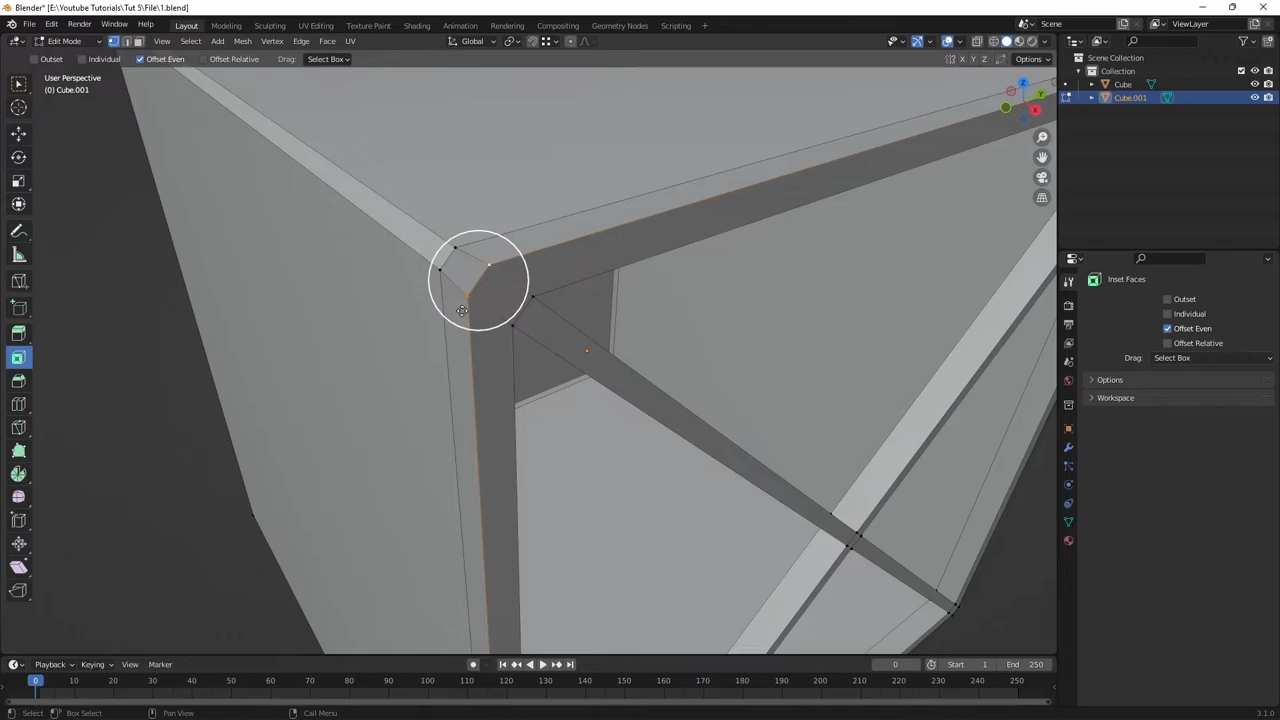 Blender* [E:\Youtube Tutorials\Tut 5\File\1.blend]
File Edit Render Window Help Layout Modeling Sculpting UV Editing Texture Paint Shading Animation Rendering Compositing Geometry Nodes Scripting + Scene ViewLayer
Edit Mode View Select Add Mesh Vertex Edge Face UV Global Options
Outset Individual Offset Even Offset Relative Drag: Select Box X Y Z Options
User Perspective
(0) Cube.001
Z
Y
X
Scene Collection
Collection
Cube
Cube.001
Inset Faces
Outset
Individual
Offset Even
Offset Relative
Drag: Select Box
Options
Workspace
Playback Keying View Marker 0 Start 1 End 250
0 10 20 30 40 50 60 70 80 90 100 110 120 130 140 150 160 170 180 190 200 210 220 230 240 250
Select Box Select Pan View Call Menu 3.1.0